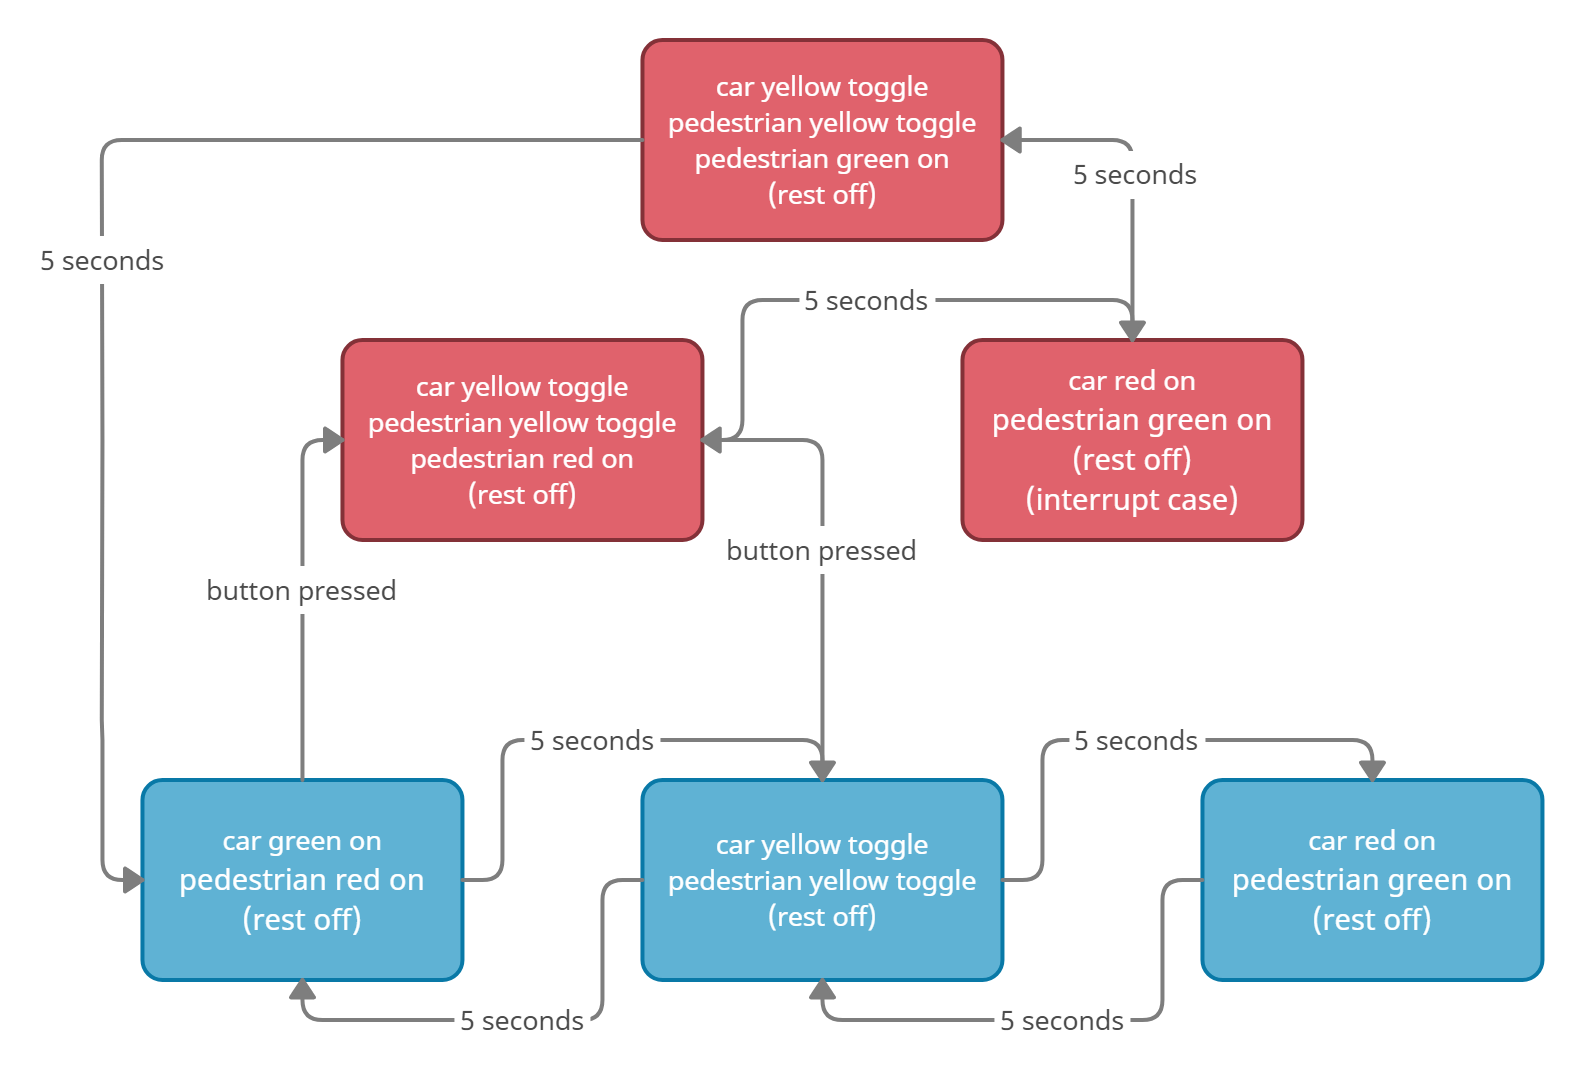 car yellow toggle
pedestrian yellow toggle
pedestrian green on
(rest off)
5 seconds
5 seconds
5 seconds
car yellow toggle
pedestrian yellow toggle
pedestrian red on
(rest off)
car red on
pedestrian green on
(rest off)
(interrupt case)
button pressed
button pressed
5 seconds
5 seconds
car green on
pedestrian red on
(rest off)
car yellow toggle
pedestrian yellow toggle
(rest off)
car red on
pedestrian green on
(rest off)
5 seconds
5 seconds